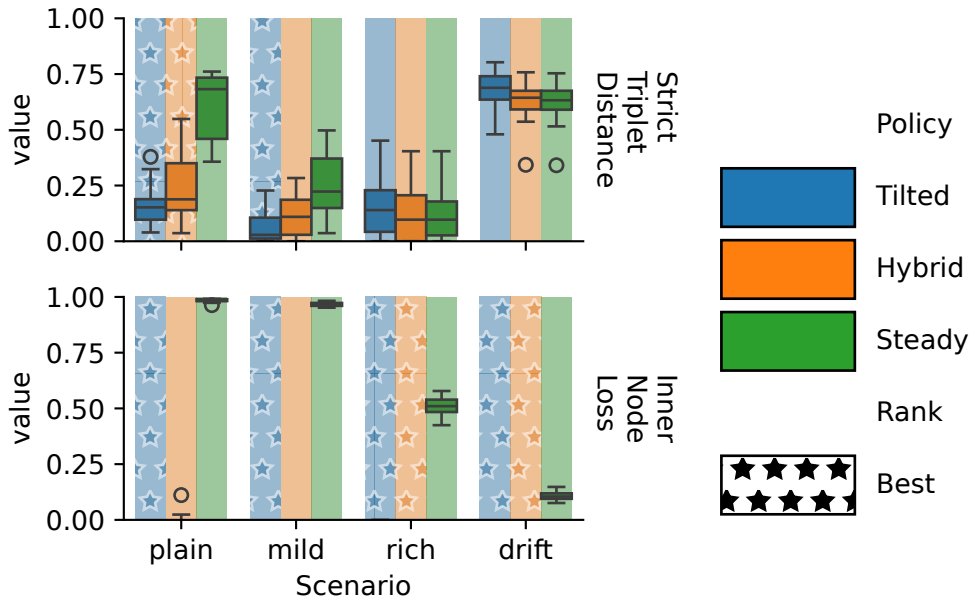 1.00
0.75
0.50
0.25
0.00
value
Strict
Triplet
Distance
1.00
0.75
0.50
0.25
0.00
value
Inner
Node
Loss
plain
mild
rich
drift
Scenario
Policy
Tilted
Hybrid
Steady
Rank
Best